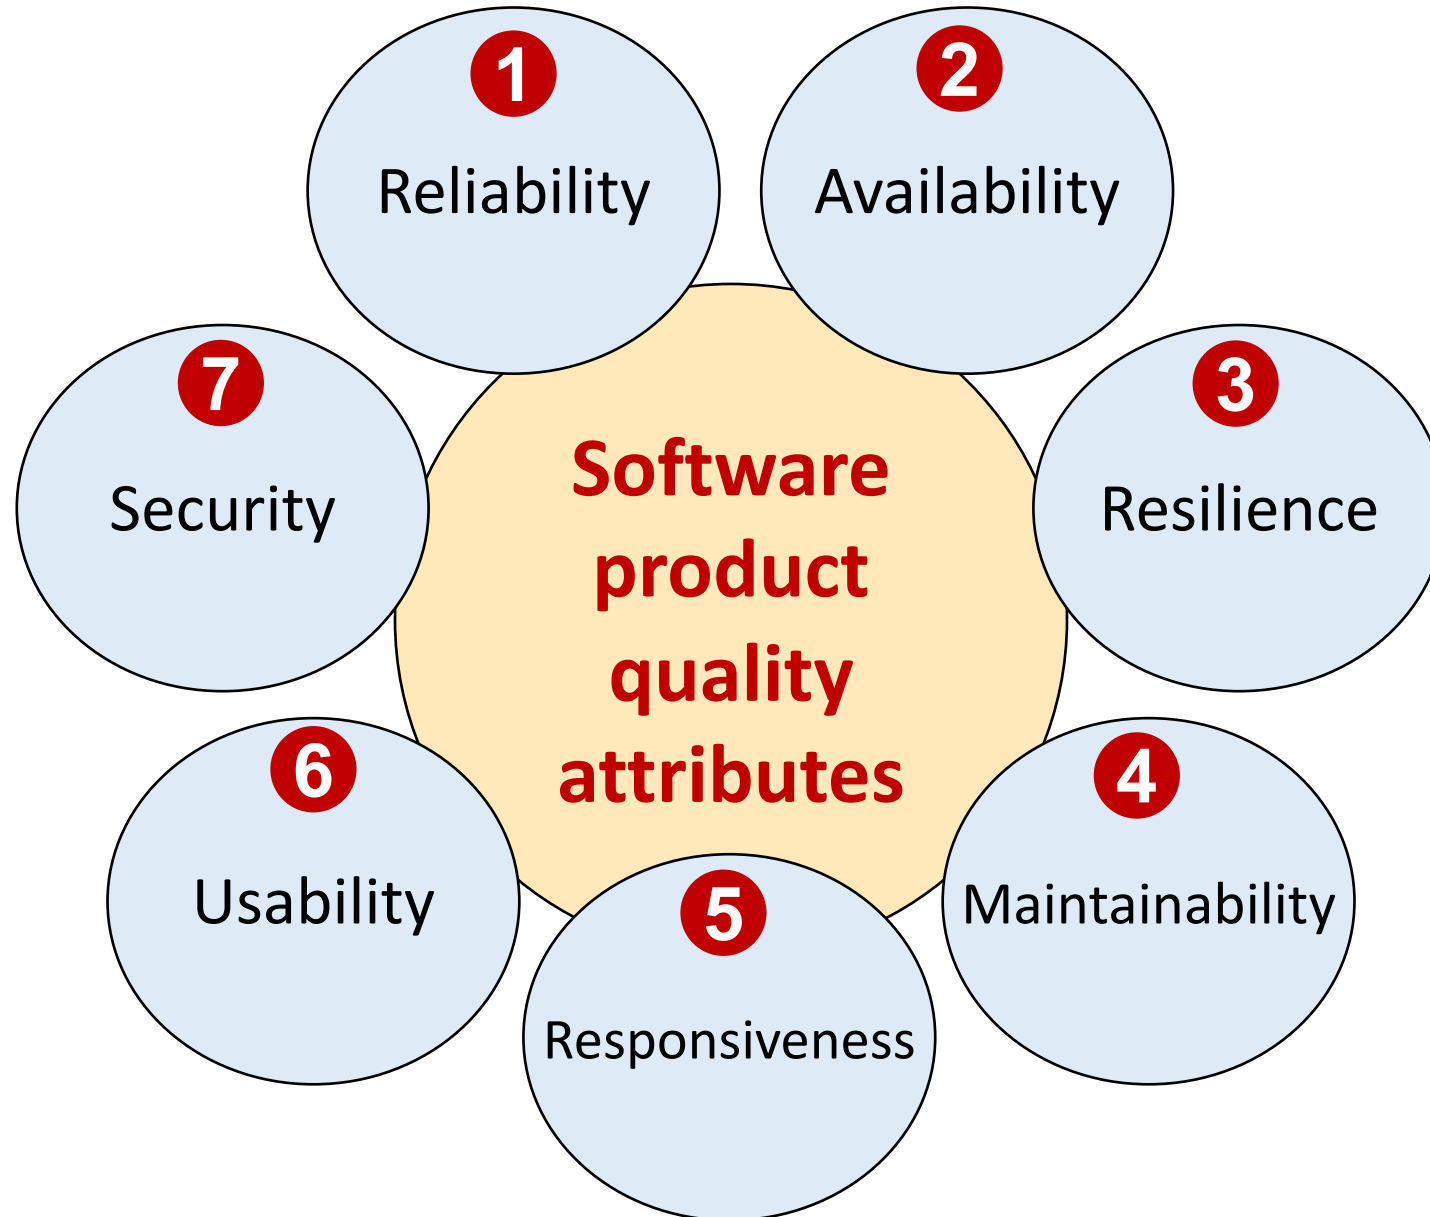 1
Reliability
2
Availability
3
Resilience
4
Maintainability
5
Responsiveness
6
Usability
7
Security
Software
product
quality
attributes